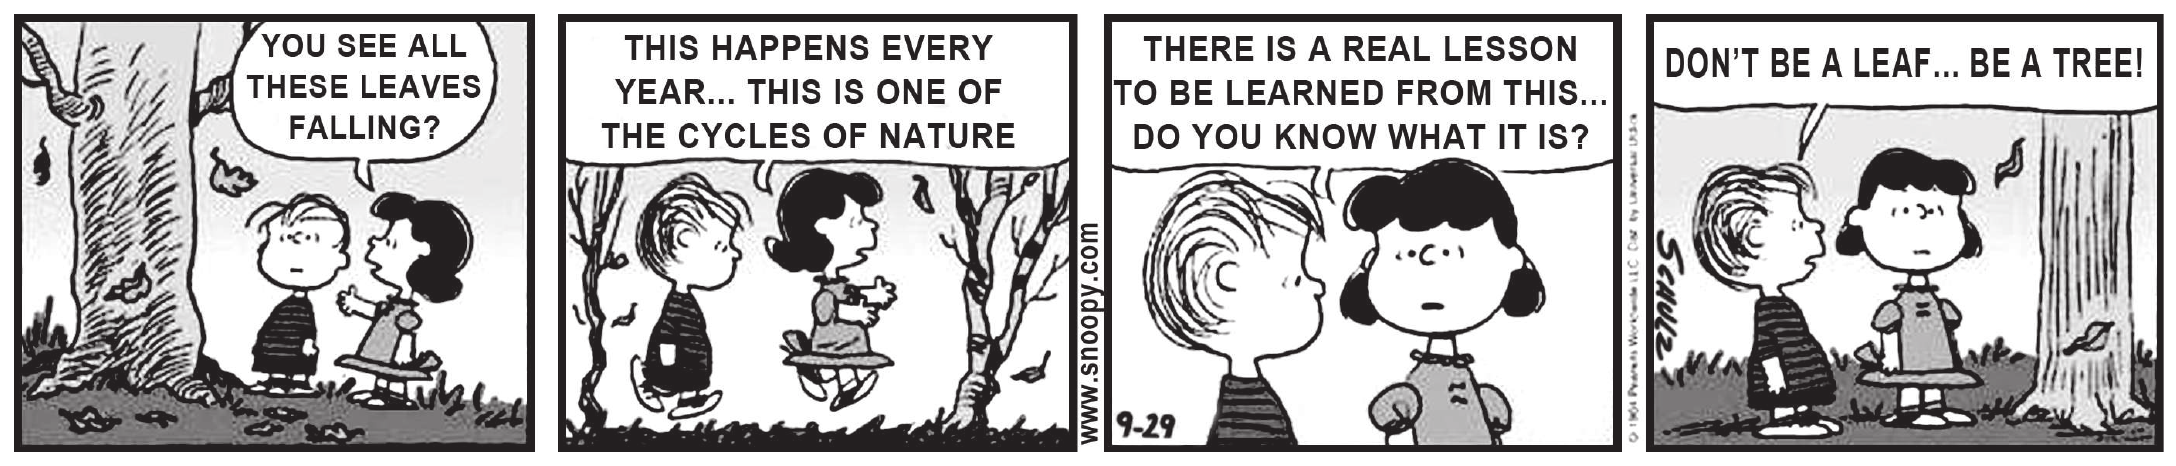 YOU SEE ALL
THESE LEAVES
FALLING?
THIS HAPPENS EVERY
YEAR... THIS IS ONE OF
THE CYCLES OF NATURE
www.snoopy.com
THERE IS A REAL LESSON
TO BE LEARNED FROM THIS...
DO YOU KNOW WHAT IT IS?
9-29
DON'T BE A LEAF... BE A TREE!
SCHULZ